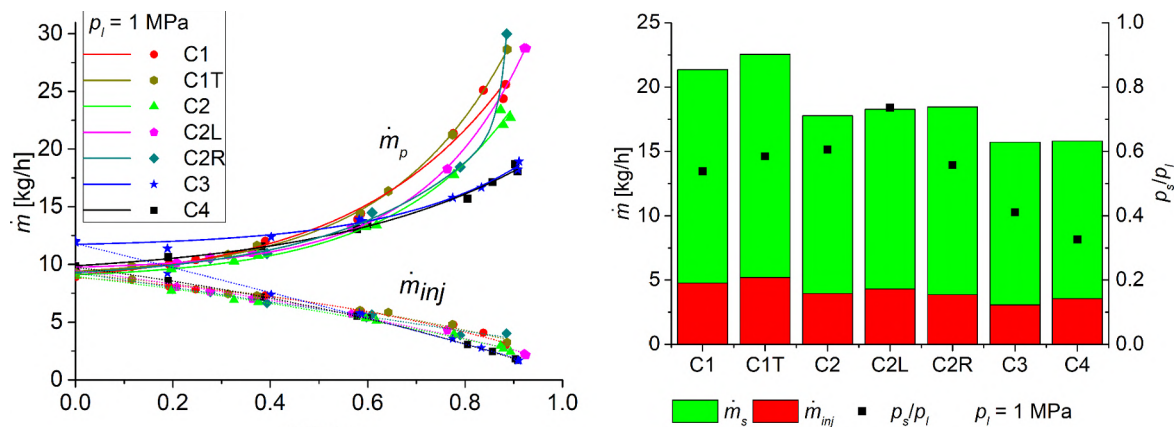 p_l = 1 MPa
C1
C1T
C2
C2L
C2R
C3
C4
ṁ_p
ṁ_inj
ṁ [kg/h]
35
30
25
20
15
10
5
0
0.0 0.2 0.4 0.6 0.8 1.0
25
20
15
10
5
0
ṁ [kg/h]
1.0
0.8
0.6
0.4
0.2
0.0
p_s/p_l
C1 C1T C2 C2L C2R C3 C4
ṁ_s ṁ_inj p_s/p_l p_l = 1 MPa